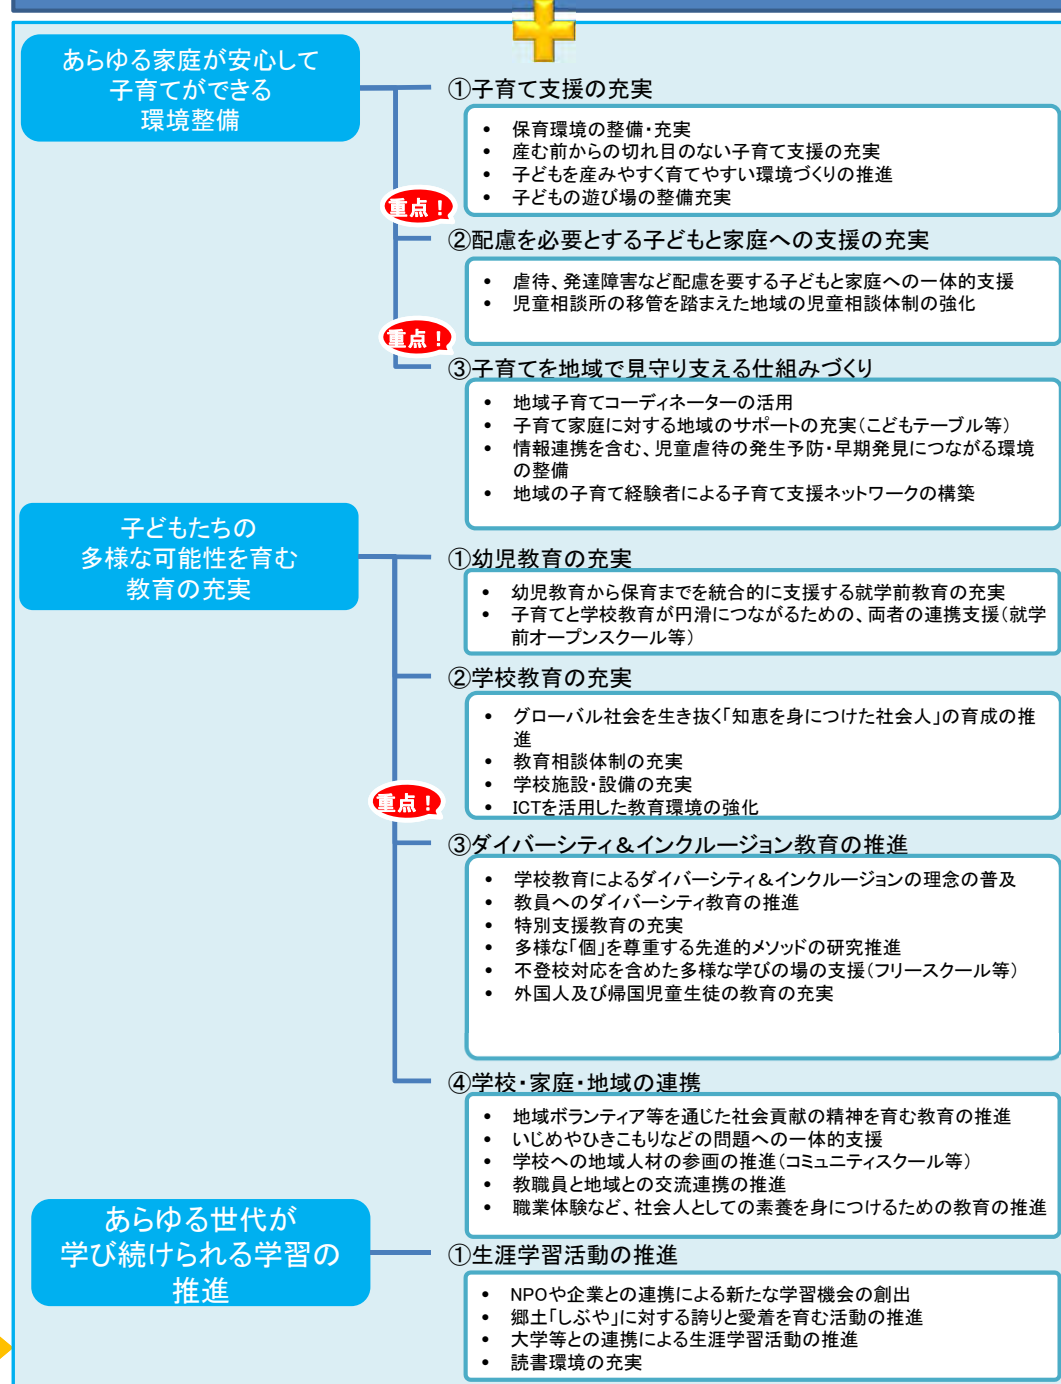 あらゆる家庭が安心して
子育てができる
環境整備
①子育て支援の充実
• 保育環境の整備・充実
• 産む前からの切れ目のない子育て支援の充実
• 子どもを産みやすく育てやすい環境づくりの推進
• 子どもの遊び場の整備充実
重点！
②配慮を必要とする子どもと家庭への支援の充実
• 虐待、発達障害など配慮を要する子どもと家庭への一体的支援
• 児童相談所の移管を踏まえた地域の児童相談体制の強化
重点！
③子育てを地域で見守り支える仕組みづくり
• 地域子育てコーディネーターの活用
• 子育て家庭に対する地域のサポートの充実（こどもテーブル等）
• 情報連携を含む、児童虐待の発生予防・早期発見につながる環境
の整備
• 地域の子育て経験者による子育て支援ネットワークの構築
子どもたちの
多様な可能性を育む
教育の充実
①幼児教育の充実
• 幼児教育から保育までを統合的に支援する就学前教育の充実
• 子育てと学校教育が円滑につながるための、両者の連携支援（就学
前オープンスクール等）
②学校教育の充実
• グローバル社会を生き抜く「知恵を身につけた社会人」の育成の推
進
• 教育相談体制の充実
• 学校施設・設備の充実
• ICTを活用した教育環境の強化
重点！
③ダイバーシティ＆インクルージョン教育の推進
• 学校教育によるダイバーシティ＆インクルージョンの理念の普及
• 教員へのダイバーシティ教育の推進
• 特別支援教育の充実
• 多様な「個」を尊重する先進的メソッドの研究推進
• 不登校対応を含めた多様な学びの場の支援（フリースクール等）
• 外国人及び帰国児童生徒の教育の充実
④学校・家庭・地域の連携
• 地域ボランティア等を通じた社会貢献の精神を育む教育の推進
• いじめやひきこもりなどの問題への一体的支援
• 学校への地域人材の参画の推進（コミュニティスクール等）
• 教職員と地域との交流連携の推進
• 職業体験など、社会人としての素養を身につけるための教育の推進
あらゆる世代が
学び続けられる学習の
推進
①生涯学習活動の推進
• NPOや企業との連携による新たな学習機会の創出
• 郷土「しぶや」に対する誇りと愛着を育む活動の推進
• 大学等との連携による生涯学習活動の推進
• 読書環境の充実